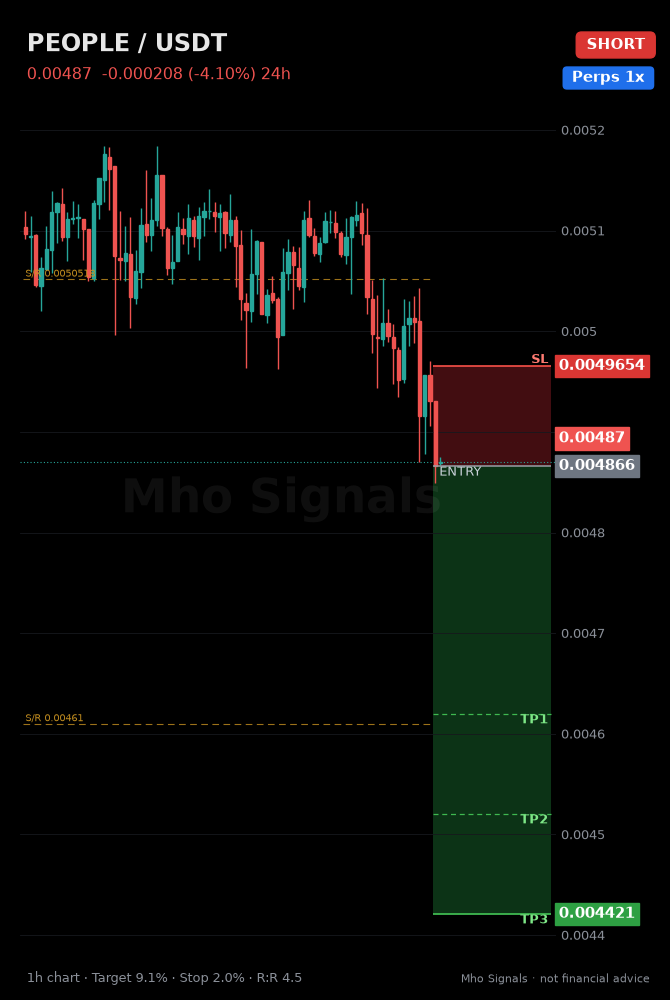 PEOPLE / USDT
SHORT
0.00487 -0.000208 (-4.10%) 24h
Perps 1x
0.0052
0.0051
S/R 0.0050518
0.005
SL
0.0049654
0.00487
0.004866
ENTRY
Mho Signals
0.0048
0.0047
S/R 0.00461
TP1
0.0046
TP2
0.0045
TP3
0.004421
0.0044
1h chart · Target 9.1% · Stop 2.0% · R:R 4.5
Mho Signals · not financial advice